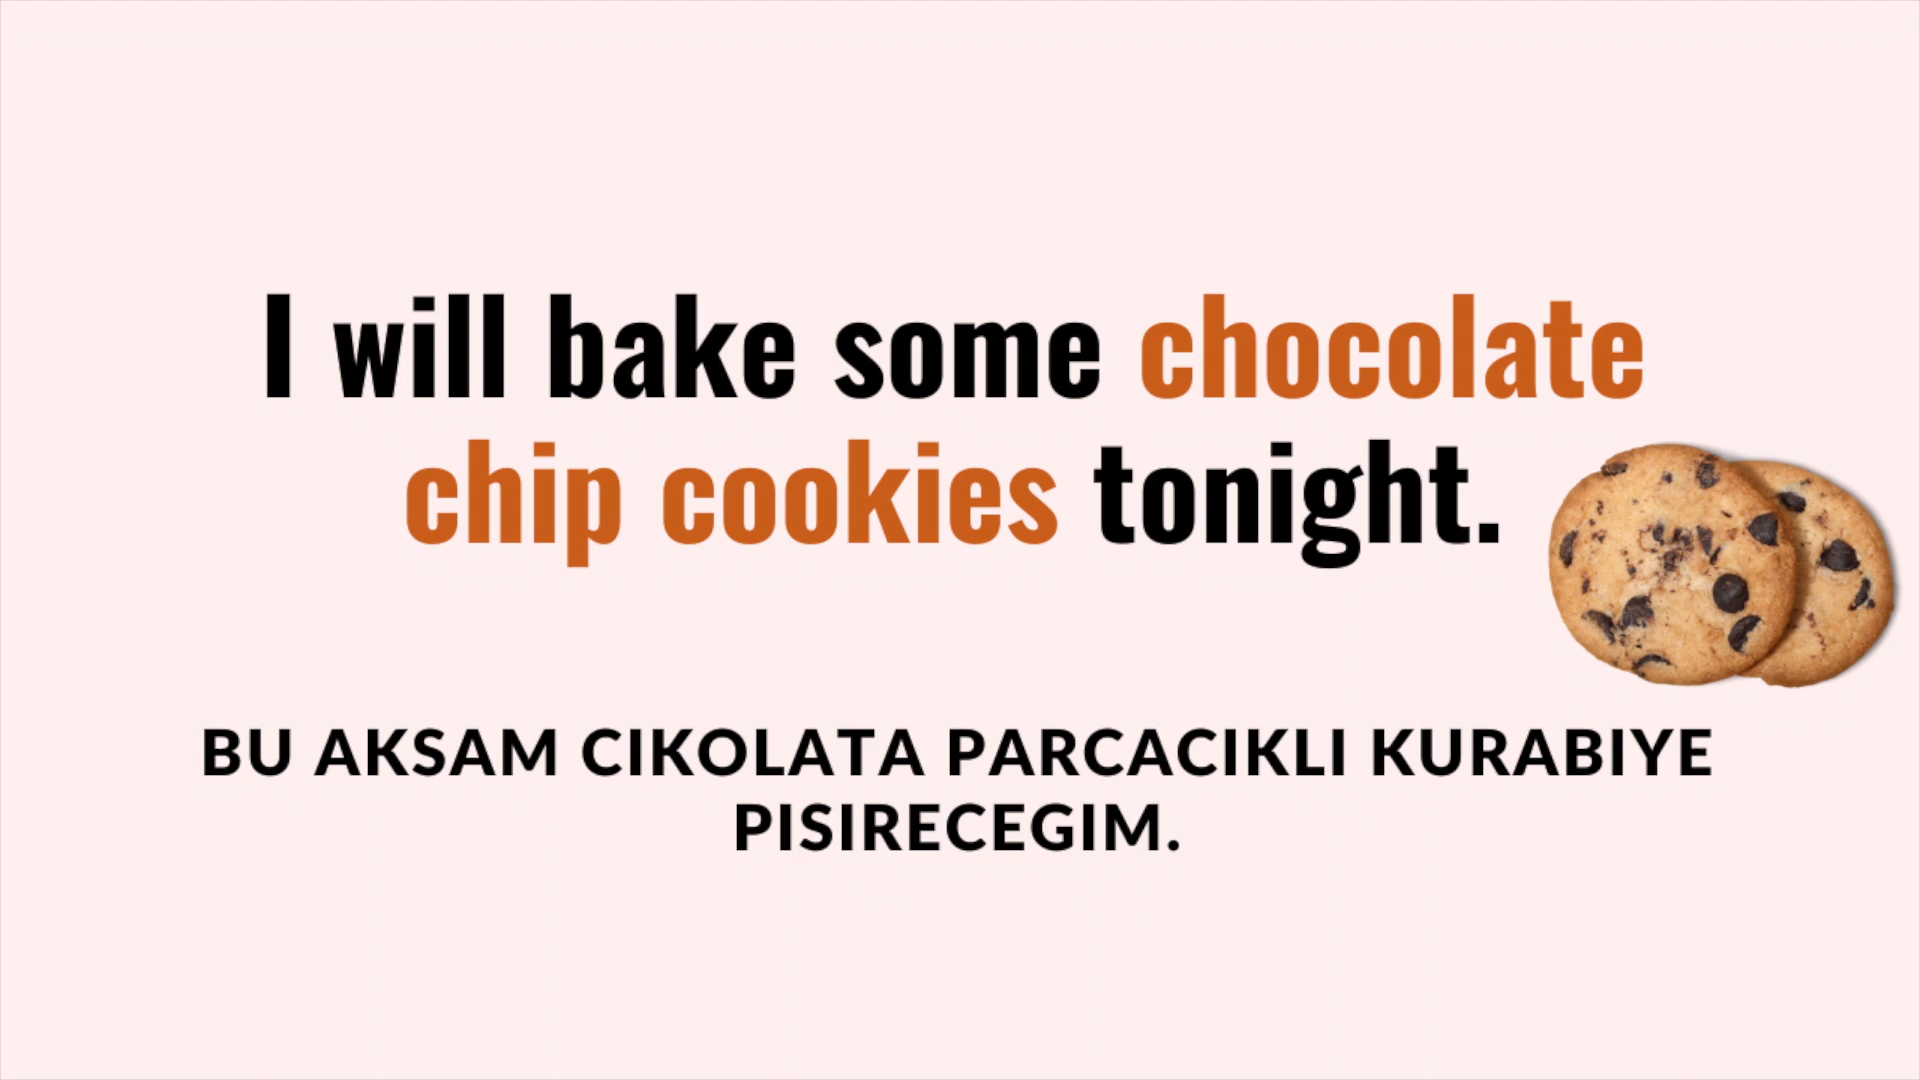 I will bake some chocolate
chip cookies tonight.
BU AKSAM CIKOLATA PARCACIKLI KURABIYE
PISIRECEGIM.